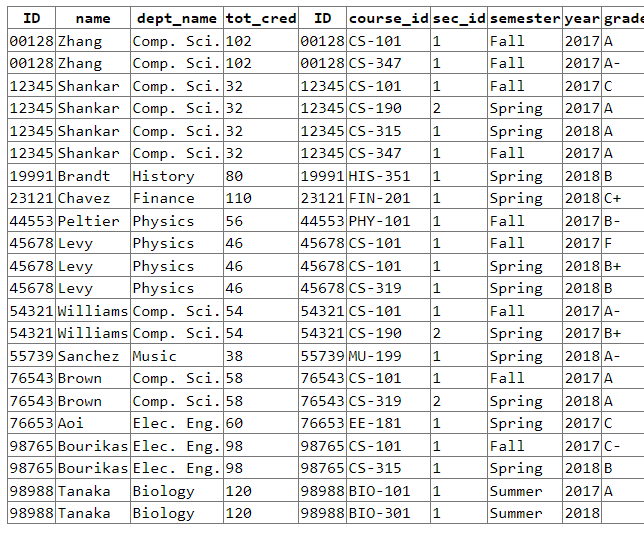 ID name dept_name tot_cred ID course_id sec_id semester year grade
00128 Zhang Comp. Sci. 102 00128 CS-101 1 Fall 2017 A
00128 Zhang Comp. Sci. 102 00128 CS-347 1 Fall 2017 A-
12345 Shankar Comp. Sci. 32 12345 CS-101 1 Fall 2017 C
12345 Shankar Comp. Sci. 32 12345 CS-190 2 Spring 2017 A
12345 Shankar Comp. Sci. 32 12345 CS-315 1 Spring 2018 A
12345 Shankar Comp. Sci. 32 12345 CS-347 1 Fall 2017 A
19991 Brandt History 80 19991 HIS-351 1 Spring 2018 B
23121 Chavez Finance 110 23121 FIN-201 1 Spring 2018 C+
44553 Peltier Physics 56 44553 PHY-101 1 Fall 2017 B-
45678 Levy Physics 46 45678 CS-101 1 Fall 2017 F
45678 Levy Physics 46 45678 CS-101 1 Spring 2018 B+
45678 Levy Physics 46 45678 CS-319 1 Spring 2018 B
54321 Williams Comp. Sci. 54 54321 CS-101 1 Fall 2017 A-
54321 Williams Comp. Sci. 54 54321 CS-190 2 Spring 2017 B+
55739 Sanchez Music 38 55739 MU-199 1 Spring 2018 A-
76543 Brown Comp. Sci. 58 76543 CS-101 1 Fall 2017 A
76543 Brown Comp. Sci. 58 76543 CS-319 2 Spring 2018 A
76653 Aoi Elec. Eng. 60 76653 EE-181 1 Spring 2017 C
98765 Bourikas Elec. Eng. 98 98765 CS-101 1 Fall 2017 C-
98765 Bourikas Elec. Eng. 98 98765 CS-315 1 Spring 2018 B
98988 Tanaka Biology 120 98988 BIO-101 1 Summer 2017 A
98988 Tanaka Biology 120 98988 BIO-301 1 Summer 2018